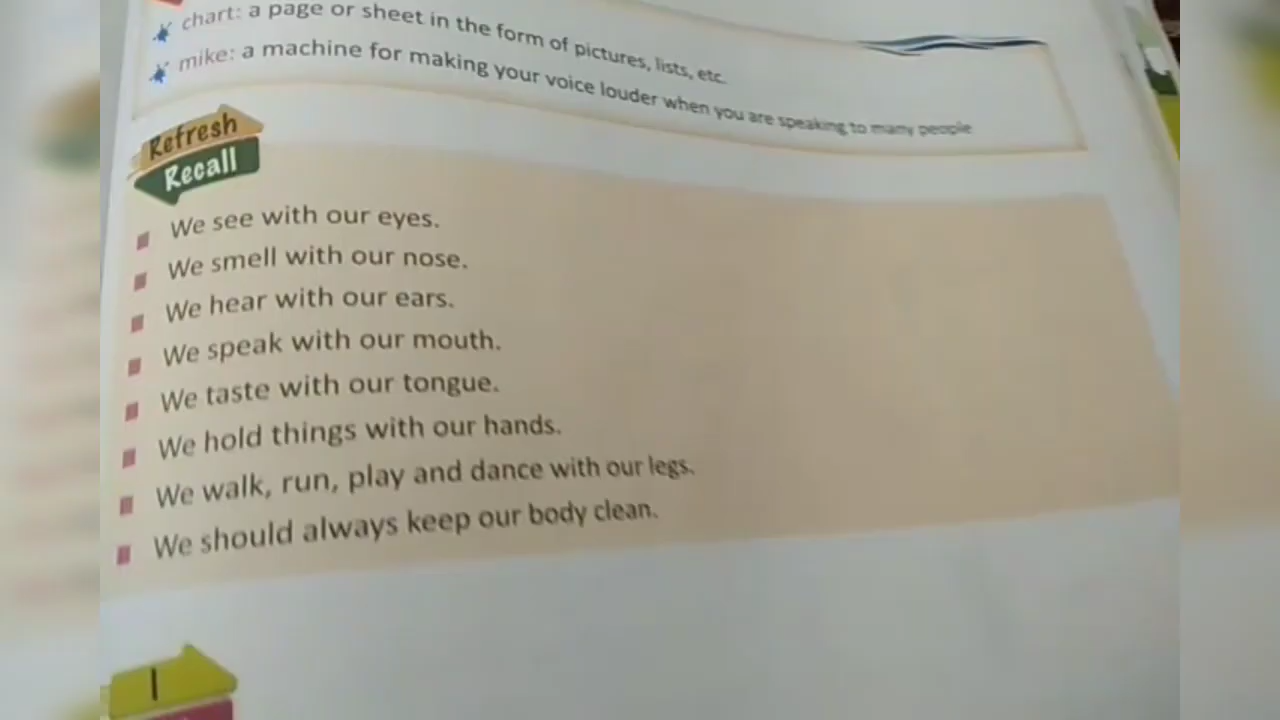 chart: a page or sheet in the form of pictures, lists, etc.
mike: a machine for making your voice louder when you are speaking to many people
Refresh
Recall
We see with our eyes.
We smell with our nose.
We hear with our ears.
We speak with our mouth.
We taste with our tongue.
We hold things with our hands.
We walk, run, play and dance with our legs.
We should always keep our body clean.